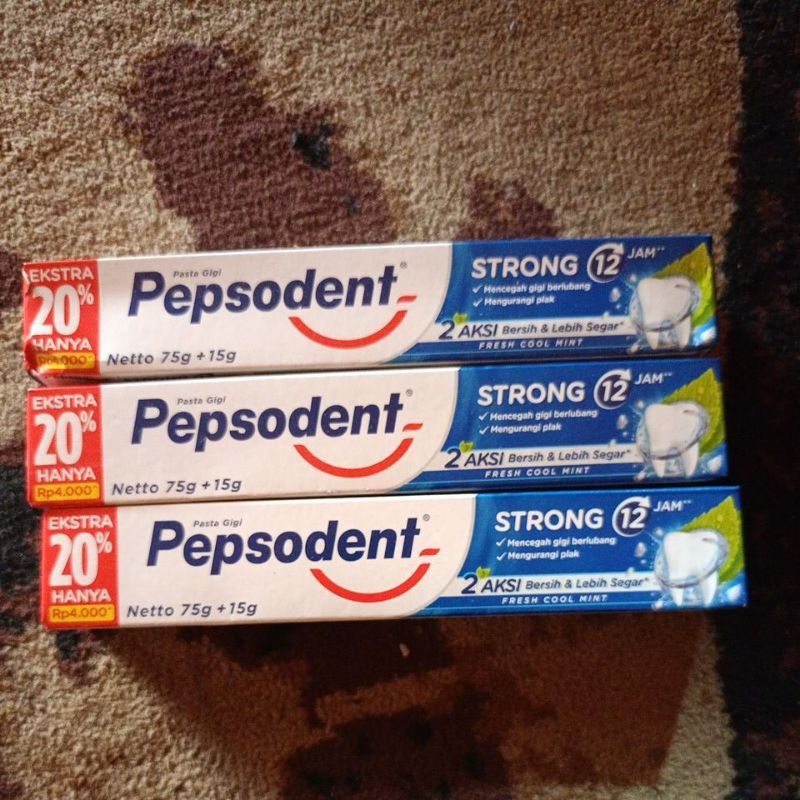 EKSTRA
20%
HANYA
Rp4.000**
Pasta Gigi
Pepsodent®
Netto 75g + 15g
STRONG 12 JAM**
✓ Mencegah gigi berlubang
✓ Mengurangi plak
2 AKSI Bersih & Lebih Segar*
FRESH COOL MINT
EKSTRA
20%
HANYA
Rp4.000**
Pasta Gigi
Pepsodent®
Netto 75g + 15g
STRONG 12 JAM**
✓ Mencegah gigi berlubang
✓ Mengurangi plak
2 AKSI Bersih & Lebih Segar*
FRESH COOL MINT
EKSTRA
20%
HANYA
Rp4.000**
Pasta Gigi
Pepsodent®
Netto 75g + 15g
STRONG 12 JAM**
✓ Mencegah gigi berlubang
✓ Mengurangi plak
2 AKSI Bersih & Lebih Segar*
FRESH COOL MINT